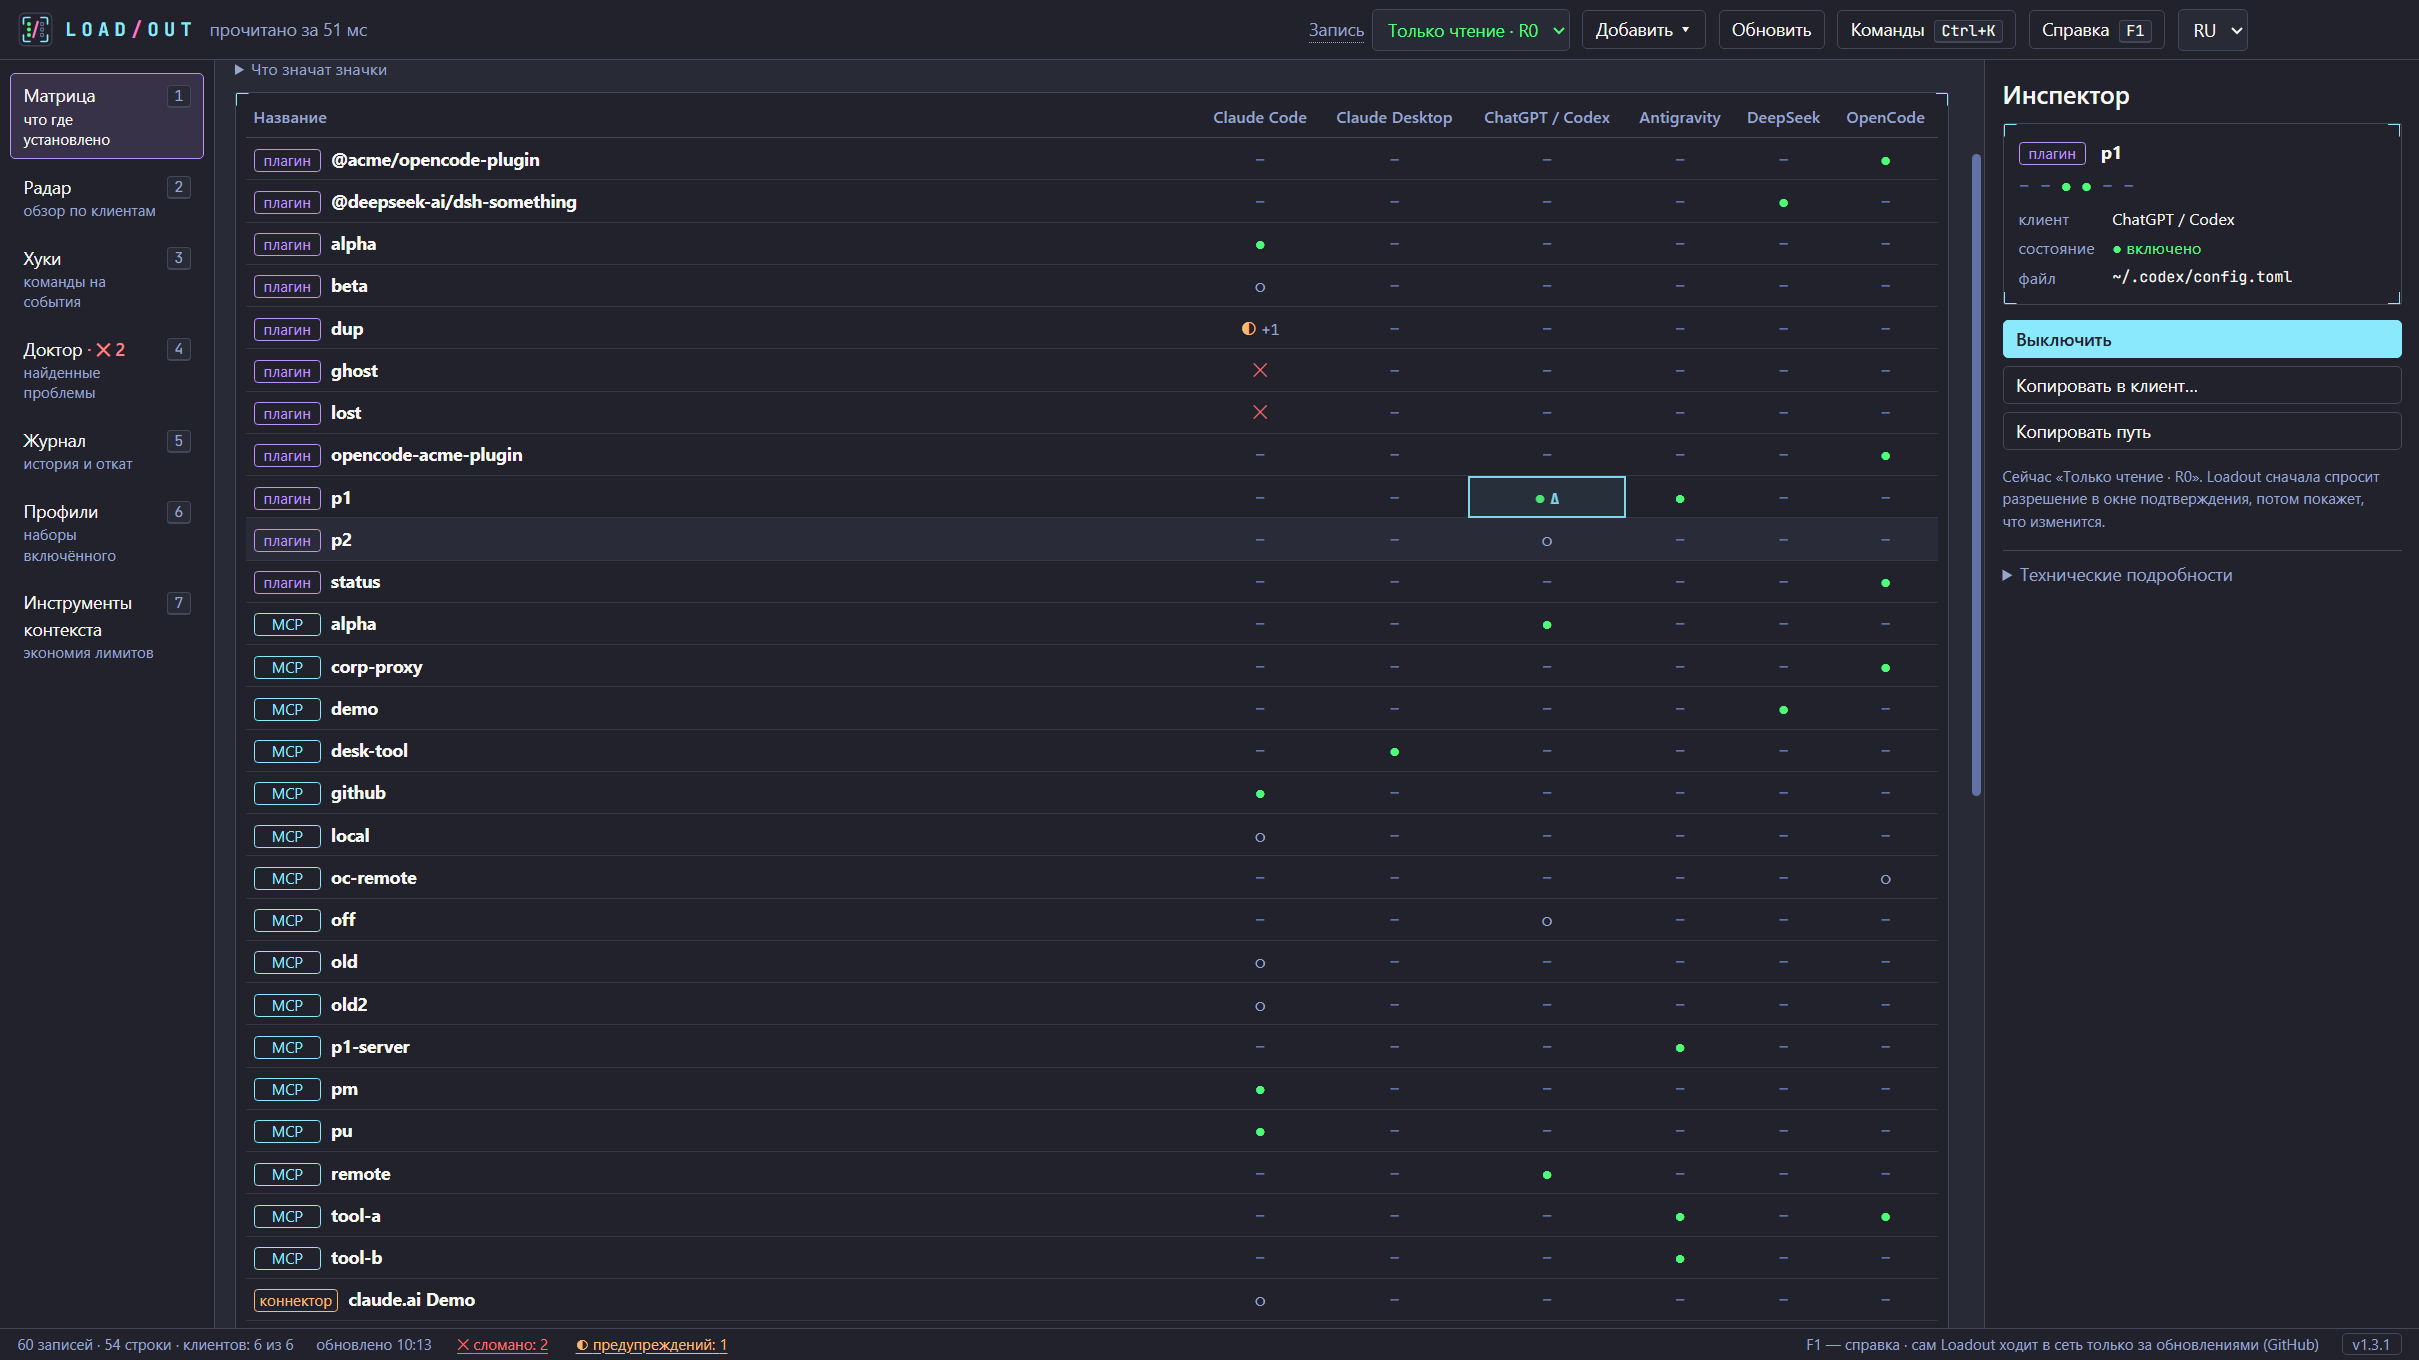 LOAD/OUT прочитано за 51 мс Запись Только чтение · R0 Добавить ▾ Обновить Команды Ctrl+K Справка F1 RU
Матрица 1
что где
установлено
Радар 2
обзор по клиентам
Хуки 3
команды на
события
Доктор · ✕ 2 4
найденные
проблемы
Журнал 5
история и откат
Профили 6
наборы
включённого
Инструменты 7
контекста
экономия лимитов
▶ Что значат значки
Название Claude Code Claude Desktop ChatGPT / Codex Antigravity DeepSeek OpenCode
плагин @acme/opencode-plugin – – – – – ●
плагин @deepseek-ai/dsh-something – – – – ● –
плагин alpha ● – – – – –
плагин beta ○ – – – – –
плагин dup ◐ +1 – – – – –
плагин ghost ✕ – – – – –
плагин lost ✕ – – – – –
плагин opencode-acme-plugin – – – – – ●
плагин p1 – – ● Δ ● – –
плагин p2 – – ○ – – –
плагин status – – – – – ●
MCP alpha – – ● – – –
MCP corp-proxy – – – – – ●
MCP demo – – – – ● –
MCP desk-tool – ● – – – –
MCP github ● – – – – –
MCP local ○ – – – – –
MCP oc-remote – – – – – ○
MCP off – – ○ – – –
MCP old ○ – – – – –
MCP old2 ○ – – – – –
MCP p1-server – – – ● – –
MCP pm ● – – – – –
MCP pu ● – – – – –
MCP remote – – ● – – –
MCP tool-a – – – ● – ●
MCP tool-b – – – ● – –
коннектор claude.ai Demo ○ – – – – –
Инспектор
плагин p1
– – ● ● – –
клиент ChatGPT / Codex
состояние ● включено
файл ~/.codex/config.toml
Выключить
Копировать в клиент...
Копировать путь
Сейчас «Только чтение · R0». Loadout сначала спросит
разрешение в окне подтверждения, потом покажет,
что изменится.
▶ Технические подробности
60 записей · 54 строки · клиентов: 6 из 6 обновлено 10:13 ✕ сломано: 2 ◐ предупреждений: 1 F1 — справка · сам Loadout ходит в сеть только за обновлениями (GitHub) v1.3.1